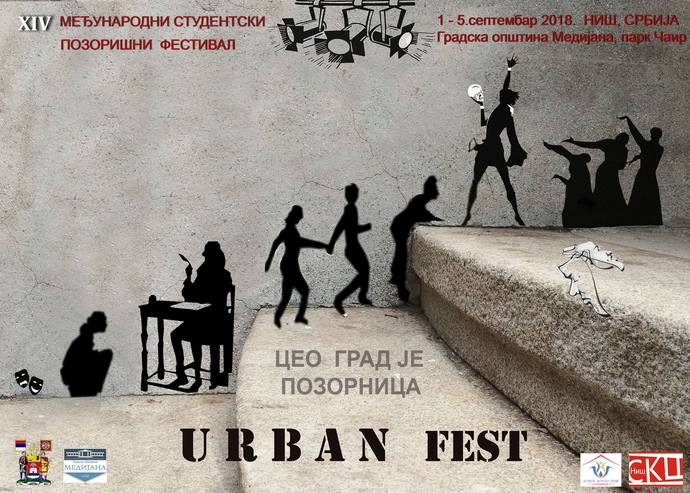 XIV МЕЂУНАРОДНИ СТУДЕНТСКИ
ПОЗОРИШНИ ФЕСТИВАЛ
1 - 5.септембар 2018. НИШ, СРБИЈА
Градска општина Медијана, парк Чаир
ЦЕО ГРАД ЈЕ
ПОЗОРНИЦА
URBAN FEST
МЕДИЈАНА
Ниш
СКЦ